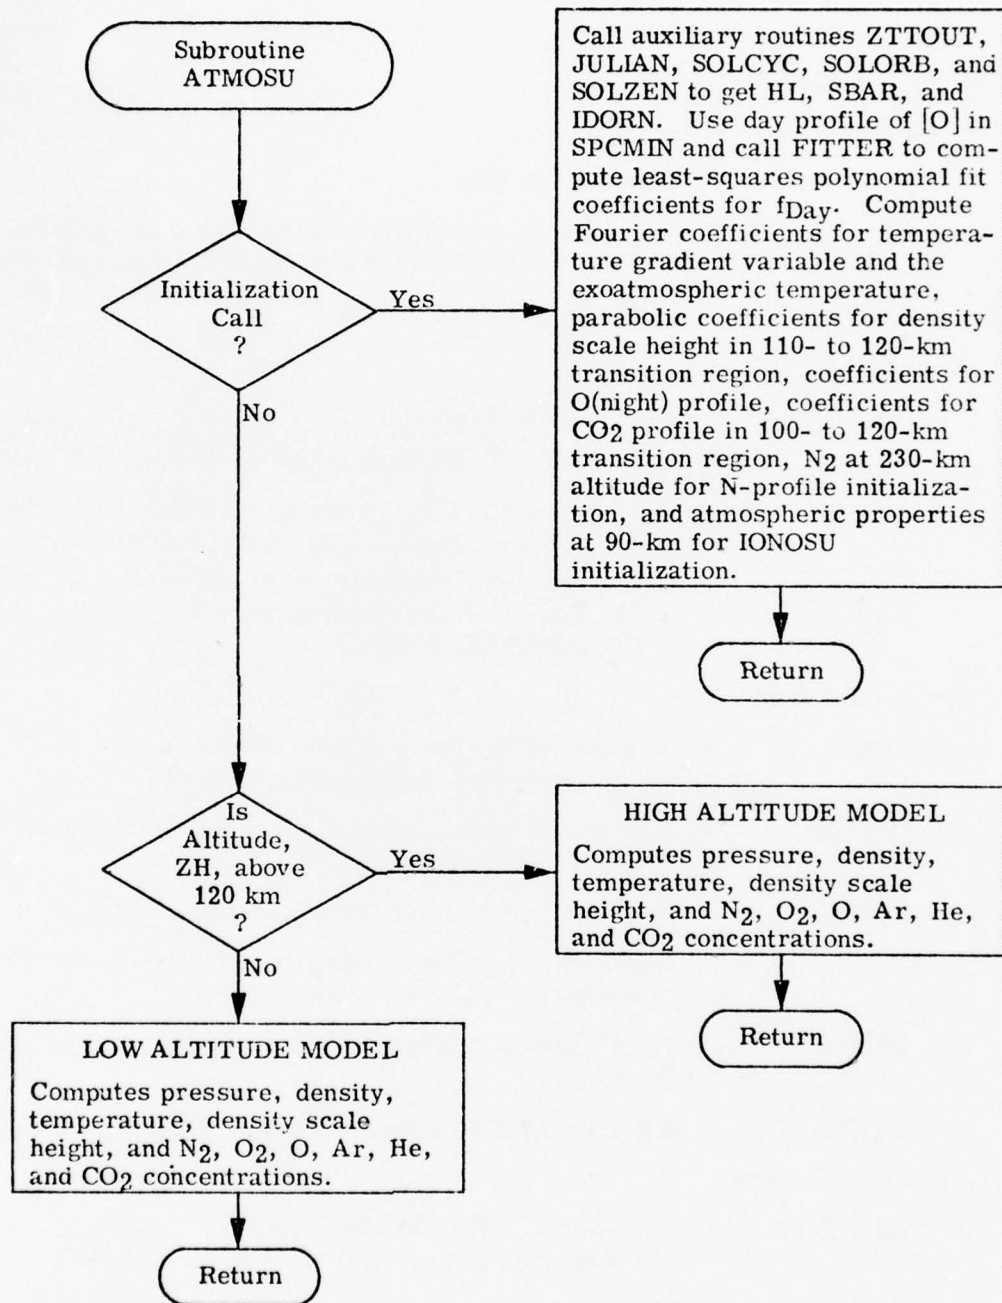 Subroutine
ATMOSU
Initialization
Call
?
Yes
No
Call auxiliary routines ZTTOUT,
JULIAN, SOLCYC, SOLORB, and
SOLZEN to get HL, SBAR, and
IDORN. Use day profile of [O] in
SPCMIN and call FITTER to com-
pute least-squares polynomial fit
coefficients for fDay. Compute
Fourier coefficients for tempera-
ture gradient variable and the
exoatmospheric temperature,
parabolic coefficients for density
scale height in 110- to 120-km
transition region, coefficients for
O(night) profile, coefficients for
CO2 profile in 100- to 120-km
transition region, N2 at 230-km
altitude for N-profile initializa-
tion, and atmospheric properties
at 90-km for IONOSU
initialization.
Return
Is
Altitude,
ZH, above
120 km
?
Yes
No
HIGH ALTITUDE MODEL
Computes pressure, density,
temperature, density scale
height, and N2, O2, O, Ar, He,
and CO2 concentrations.
Return
LOW ALTITUDE MODEL
Computes pressure, density,
temperature, density scale
height, and N2, O2, O, Ar, He,
and CO2 concentrations.
Return